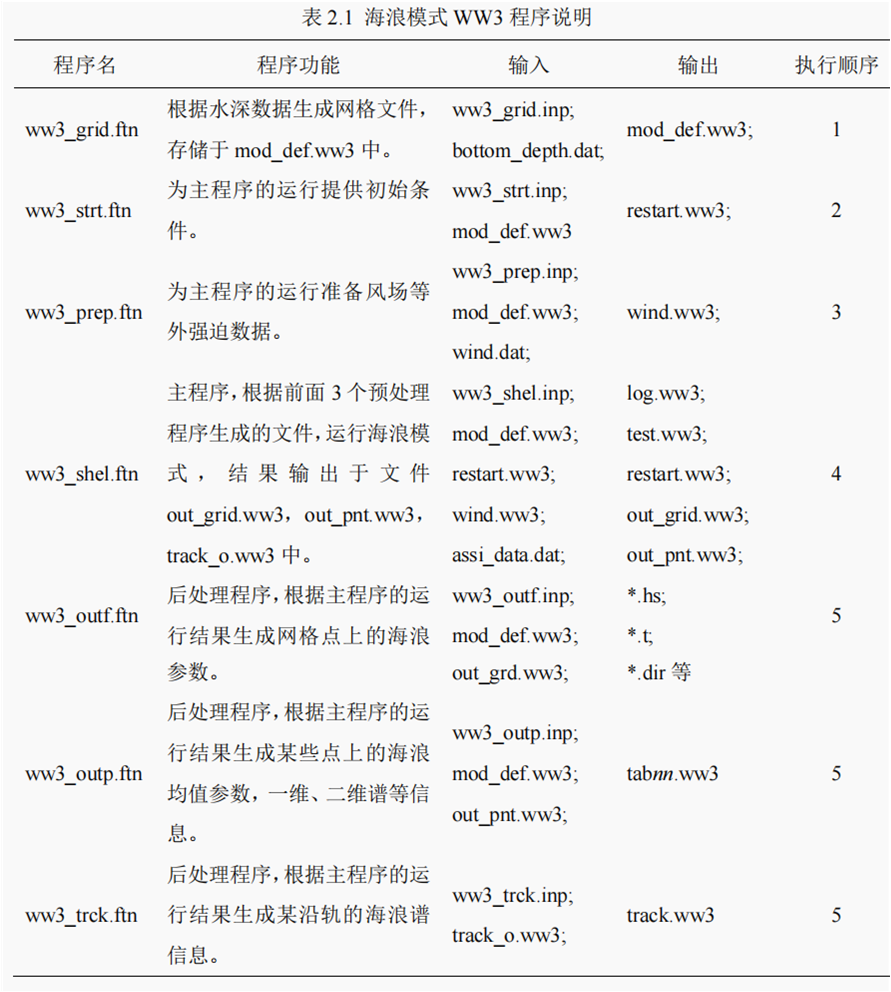 表 2.1 海浪模式 WW3 程序说明
程序名 程序功能 输入 输出 执行顺序
ww3_grid.ftn
根据水深数据生成网格文件，
存储于 mod_def.ww3 中。
ww3_grid.inp;
bottom_depth.dat;
mod_def.ww3;
1
ww3_strt.ftn
为主程序的运行提供初始条
件。
ww3_strt.inp;
mod_def.ww3
restart.ww3;
2
ww3_prep.ftn
为主程序的运行准备风场等
外强迫数据。
ww3_prep.inp;
mod_def.ww3;
wind.dat;
wind.ww3;
3
ww3_shel.ftn
主程序，根据前面 3 个预处理
程序生成的文件，运行海浪模
式，结果输出于文件
out_grid.ww3，out_pnt.ww3，
track_o.ww3 中。
ww3_shel.inp;
mod_def.ww3;
restart.ww3;
wind.ww3;
assi_data.dat;
log.ww3;
test.ww3;
restart.ww3;
out_grid.ww3;
out_pnt.ww3;
4
ww3_outf.ftn
后处理程序，根据主程序的运
行结果生成网格点上的海浪
参数。
ww3_outf.inp;
mod_def.ww3;
out_grd.ww3;
*.hs;
*.t;
*.dir 等
5
ww3_outp.ftn
后处理程序，根据主程序的运
行结果生成某些点上的海浪
均值参数，一维、二维谱等信
息。
ww3_outp.inp;
mod_def.ww3;
out_pnt.ww3;
tabnn.ww3
5
ww3_trck.ftn
后处理程序，根据主程序的运
行结果生成某沿轨的海浪谱
信息。
ww3_trck.inp;
track_o.ww3;
track.ww3
5